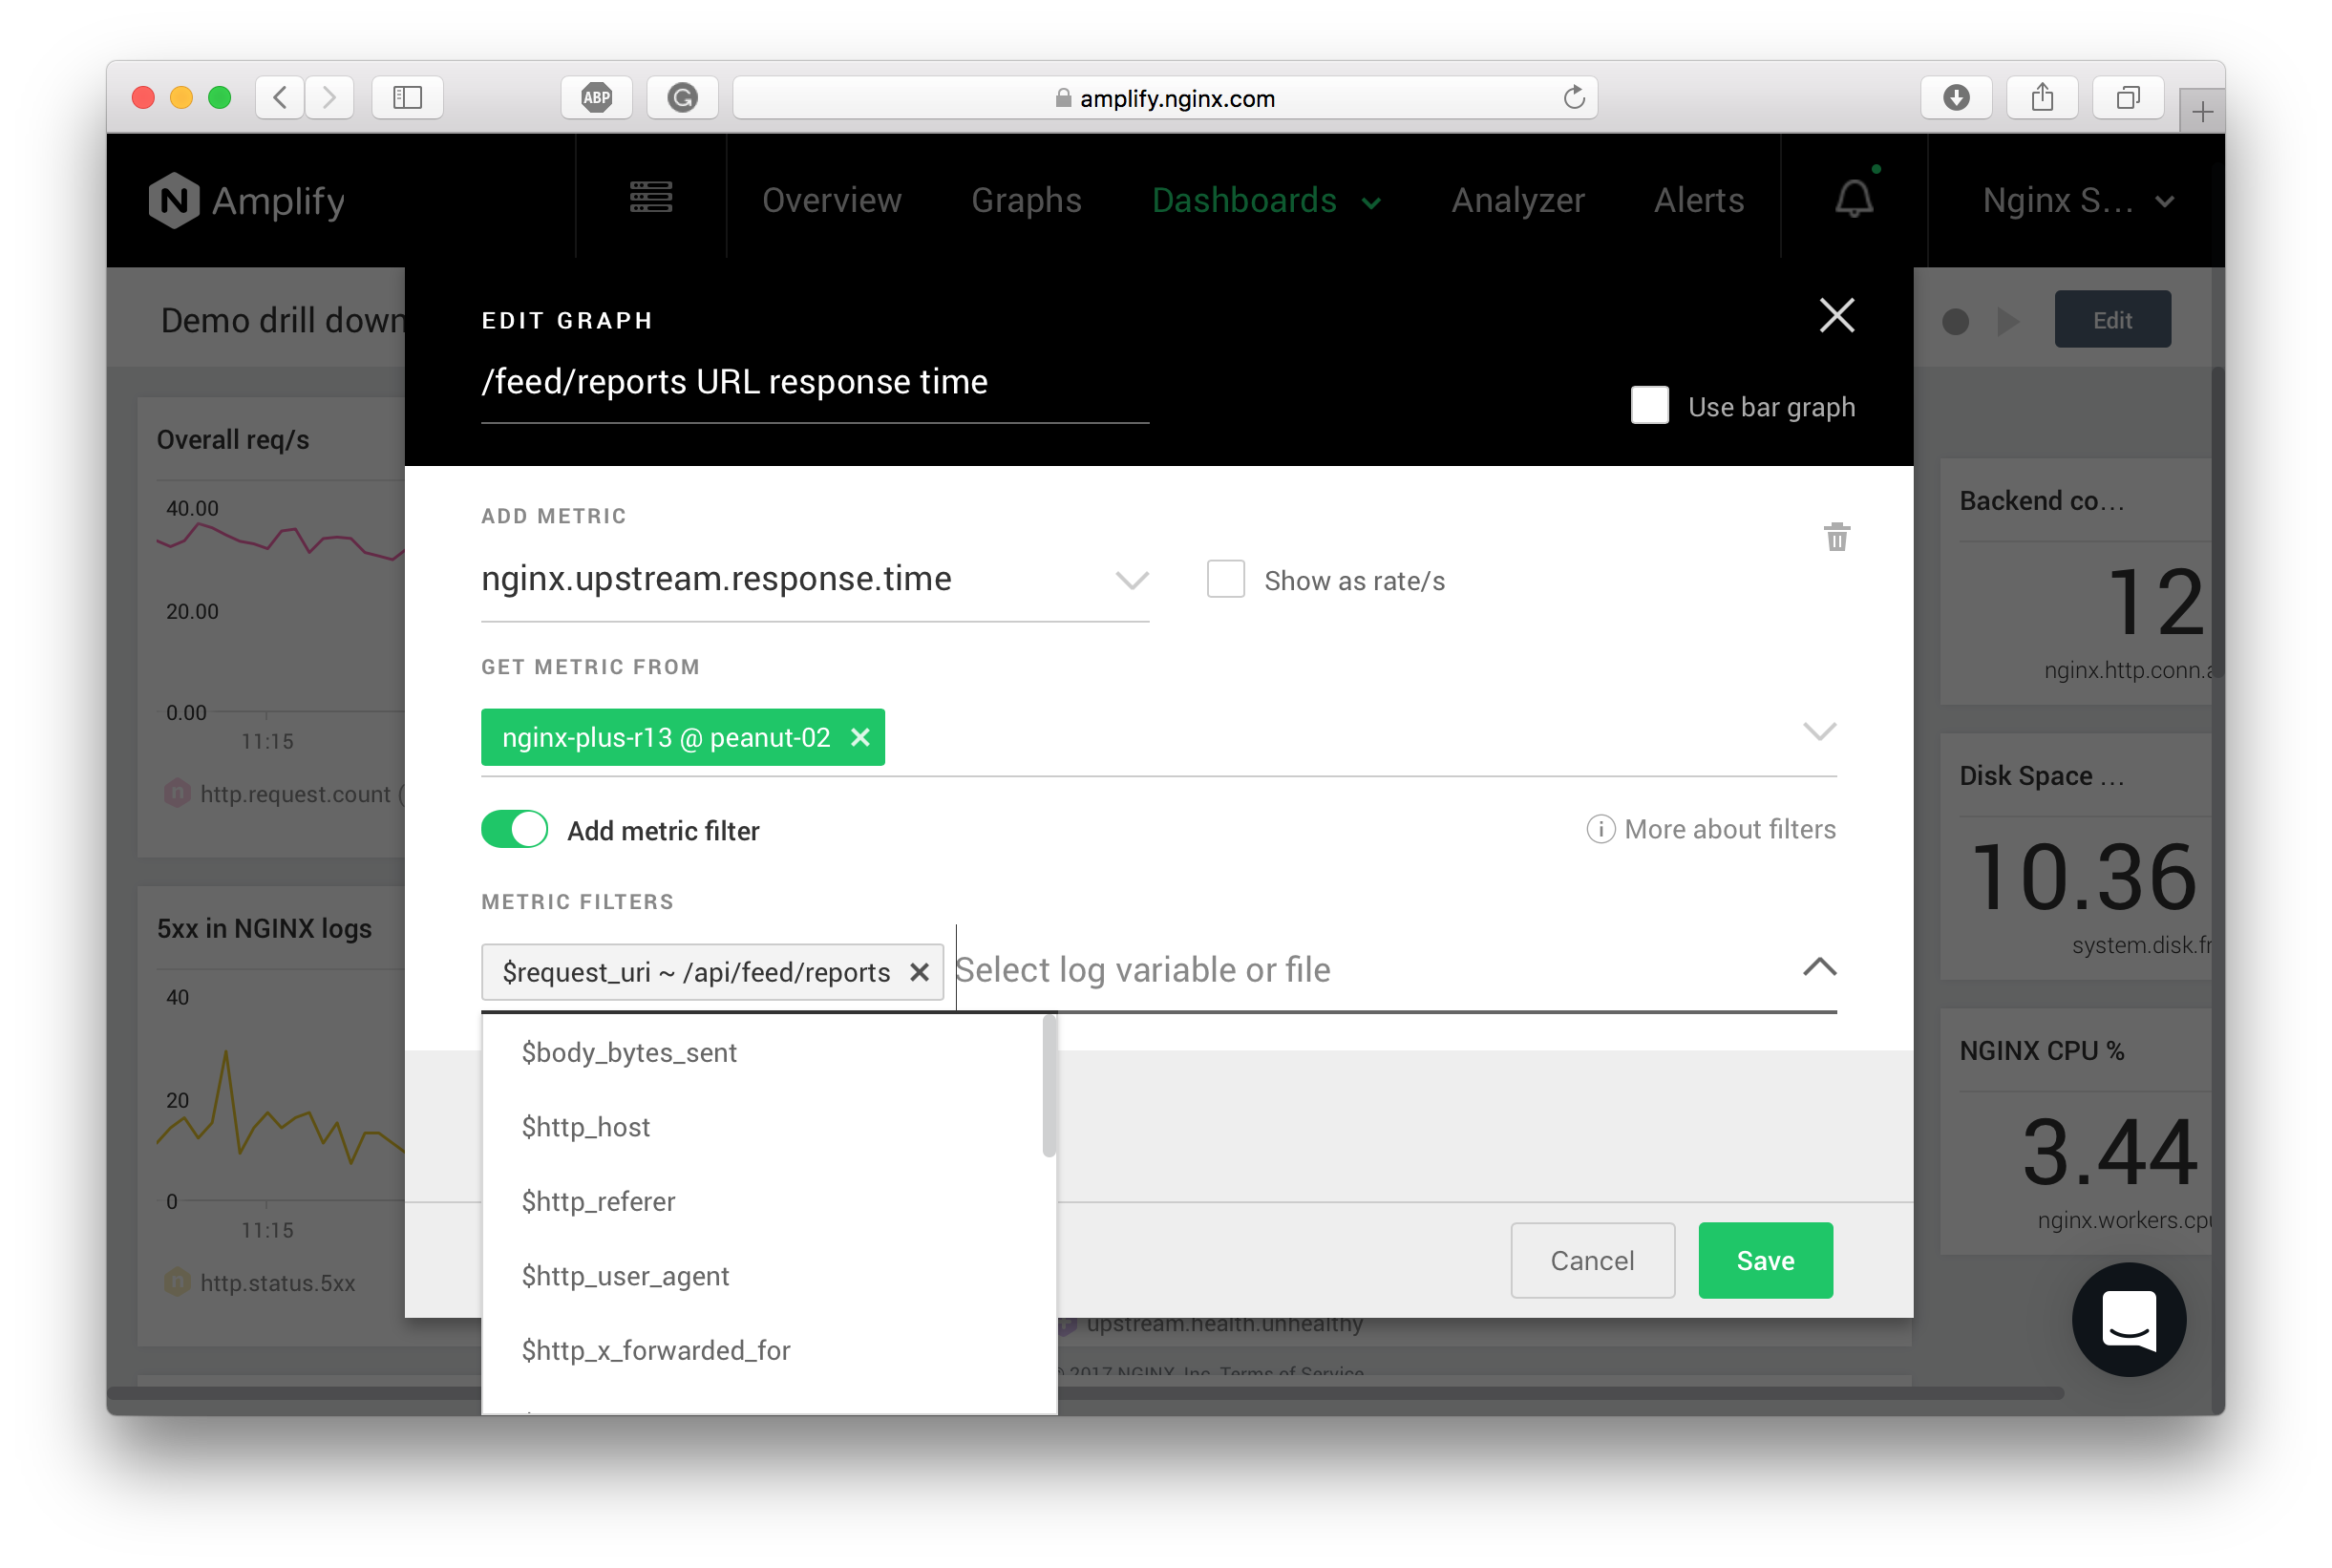 ABP
amplify.nginx.com
N Amplify
Overview
Graphs
Dashboards
Analyzer
Alerts
Nginx S...
Demo drill down
Edit
EDIT GRAPH
/feed/reports URL response time
Use bar graph
Overall req/s
40.00
20.00
0.00
11:15
http.request.count (
5xx in NGINX logs
40
20
0
11:15
http.status.5xx
ADD METRIC
nginx.upstream.response.time
Show as rate/s
GET METRIC FROM
nginx-plus-r13 @ peanut-02
Add metric filter
More about filters
METRIC FILTERS
$request_uri ~ /api/feed/reports
Select log variable or file
$body_bytes_sent
$http_host
$http_referer
$http_user_agent
$http_x_forwarded_for
Cancel
Save
upstream.health.unhealthy
© 2017 NGINX, Inc. Terms of Service
Backend co...
12
nginx.http.conn.a
Disk Space ...
10.36
system.disk.fr
NGINX CPU %
3.44
nginx.workers.cpu